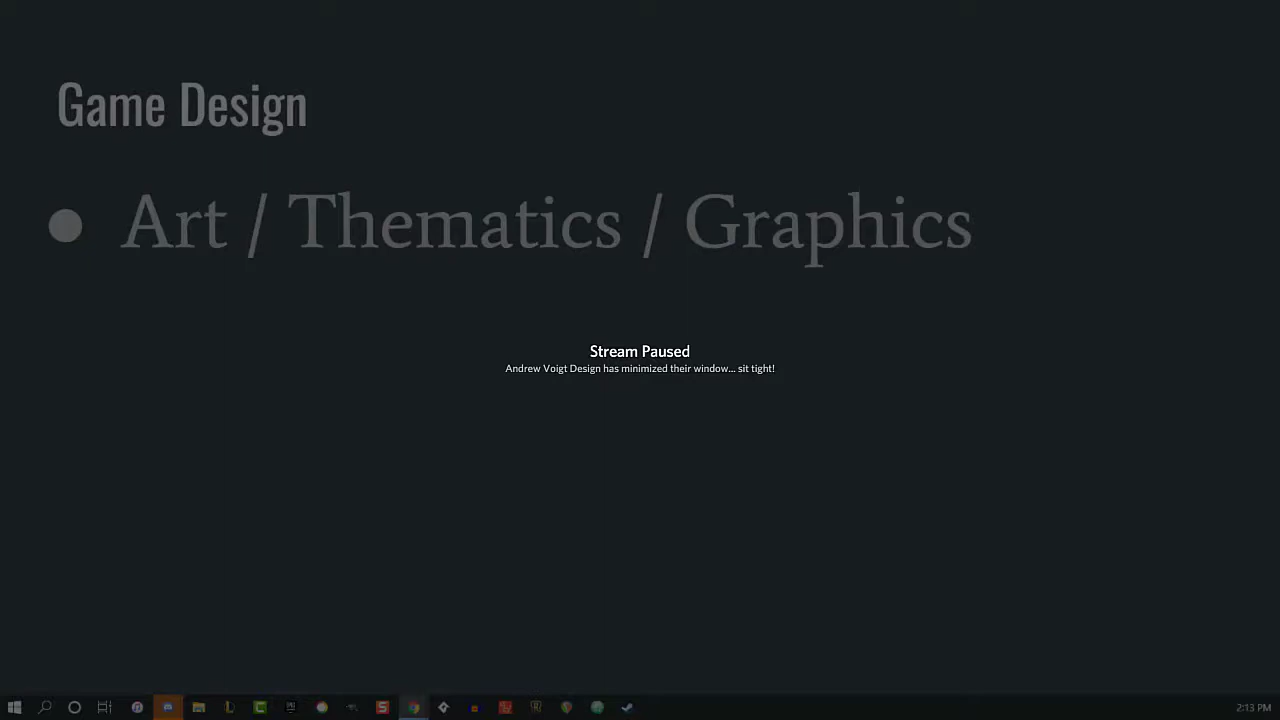 Game Design
● Art / Thematics / Graphics
Stream Paused
Andrew Voigt Design has minimized their window... sit tight!
2:13 PM